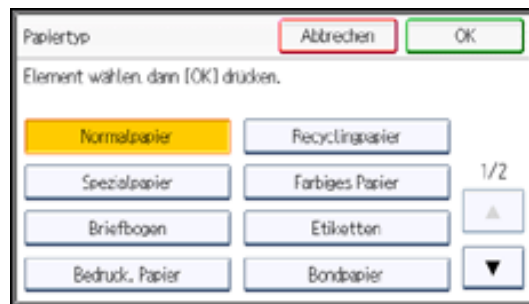 Papiertyp Abbrechen OK
Element wählen, dann [OK] drücken.
Normalpapier Recyclingpapier
Spezialpapier Farbiges Papier 1/2
Briefbogen Etiketten
Bedruck. Papier Bondpapier